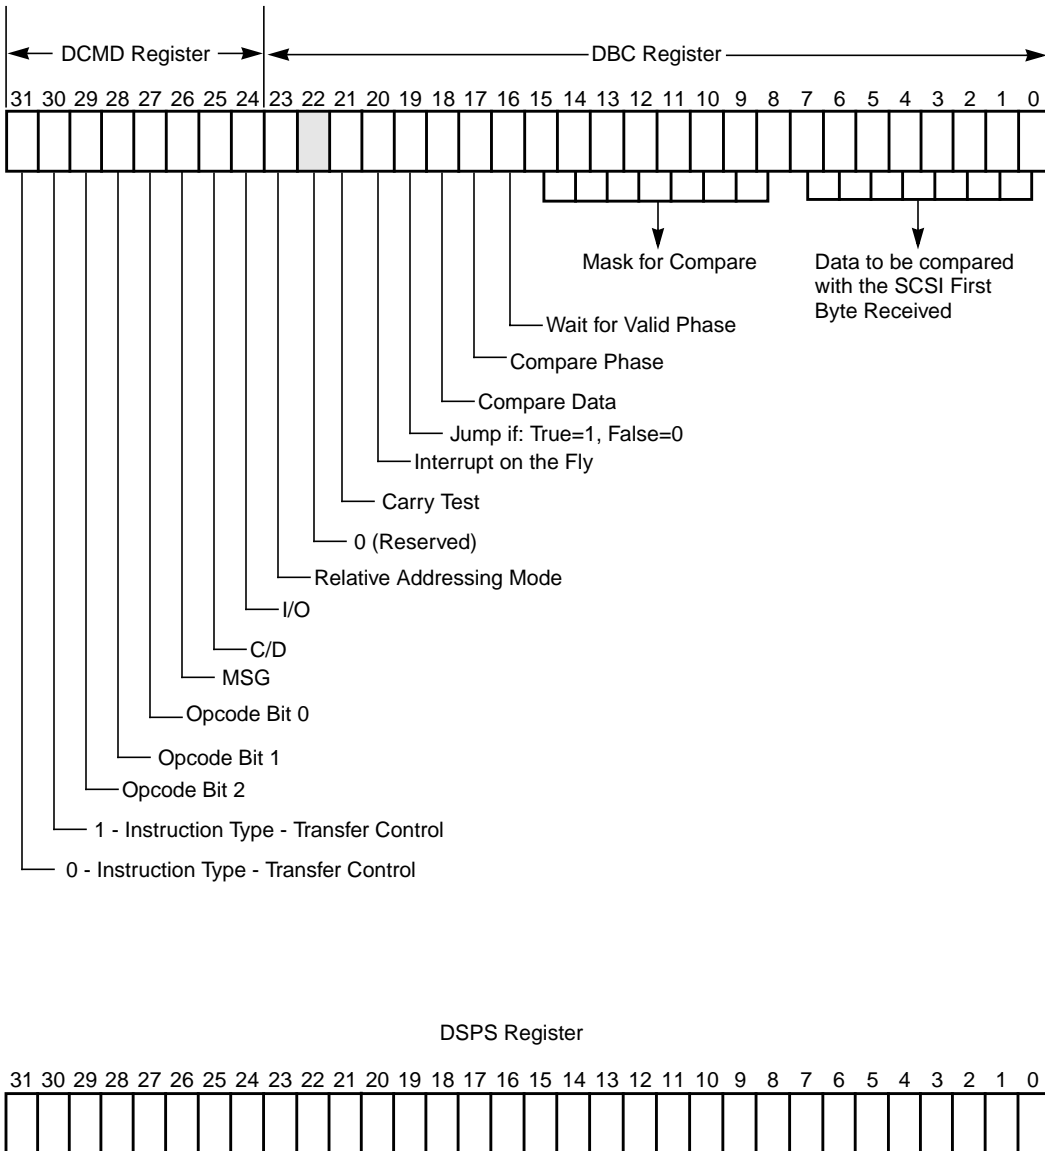 DCMD Register DBC Register
31 30 29 28 27 26 25 24 23 22 21 20 19 18 17 16 15 14 13 12 11 10 9 8 7 6 5 4 3 2 1 0
Mask for Compare
Data to be compared
with the SCSI First
Byte Received
Wait for Valid Phase
Compare Phase
Compare Data
Jump if: True=1, False=0
Interrupt on the Fly
Carry Test
0 (Reserved)
Relative Addressing Mode
I/O
C/D
MSG
Opcode Bit 0
Opcode Bit 1
Opcode Bit 2
1 - Instruction Type - Transfer Control
0 - Instruction Type - Transfer Control
DSPS Register
31 30 29 28 27 26 25 24 23 22 21 20 19 18 17 16 15 14 13 12 11 10 9 8 7 6 5 4 3 2 1 0